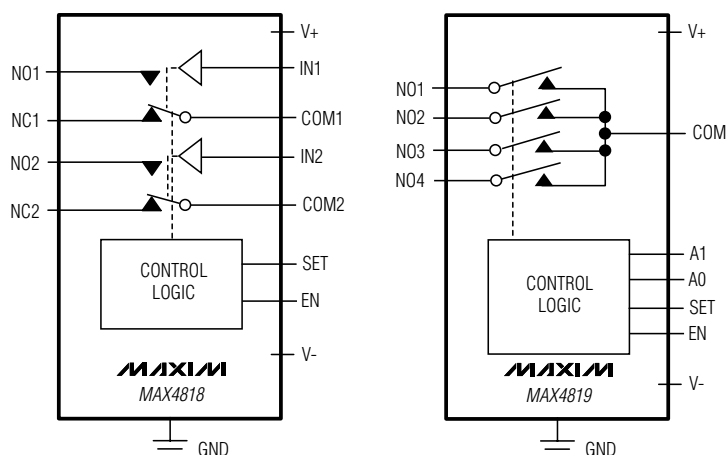 V+
NO1
IN1
NC1
COM1
NO2
IN2
NC2
COM2
CONTROL
LOGIC
SET
EN
V-
MAXIM
MAX4818
GND
V+
NO1
NO2
COM
NO3
NO4
CONTROL
LOGIC
A1
A0
SET
EN
MAXIM
MAX4819
V-
GND